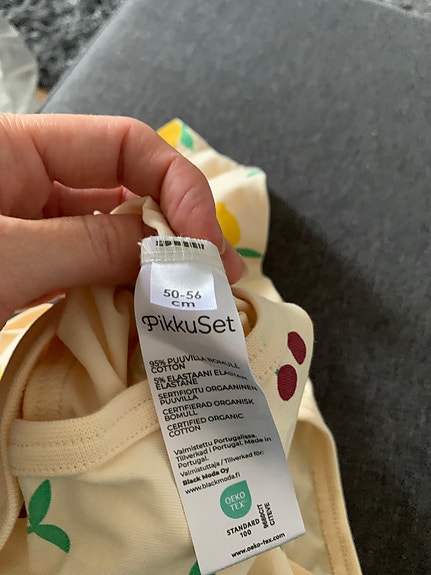 50-56
cm
PikkuSet
95% PUUVILLA BOMULL
COTTON
5% ELASTAANI ELASTAN
ELASTANE
SERTIFIOITU ORGAANINEN
PUUVILLA
CERTIFIERAD ORGANISK
BOMULL
CERTIFIED ORGANIC
COTTON
Valmistettu Portugalissa.
Tillverkad i Portugal. Made in
Portugal.
Valmistuttaja / Tillverkad för:
Black Moda Oy
www.blackmoda.fi
OEKO
TEX®
STANDARD
100
CITEVE
www.oeko-tex.com